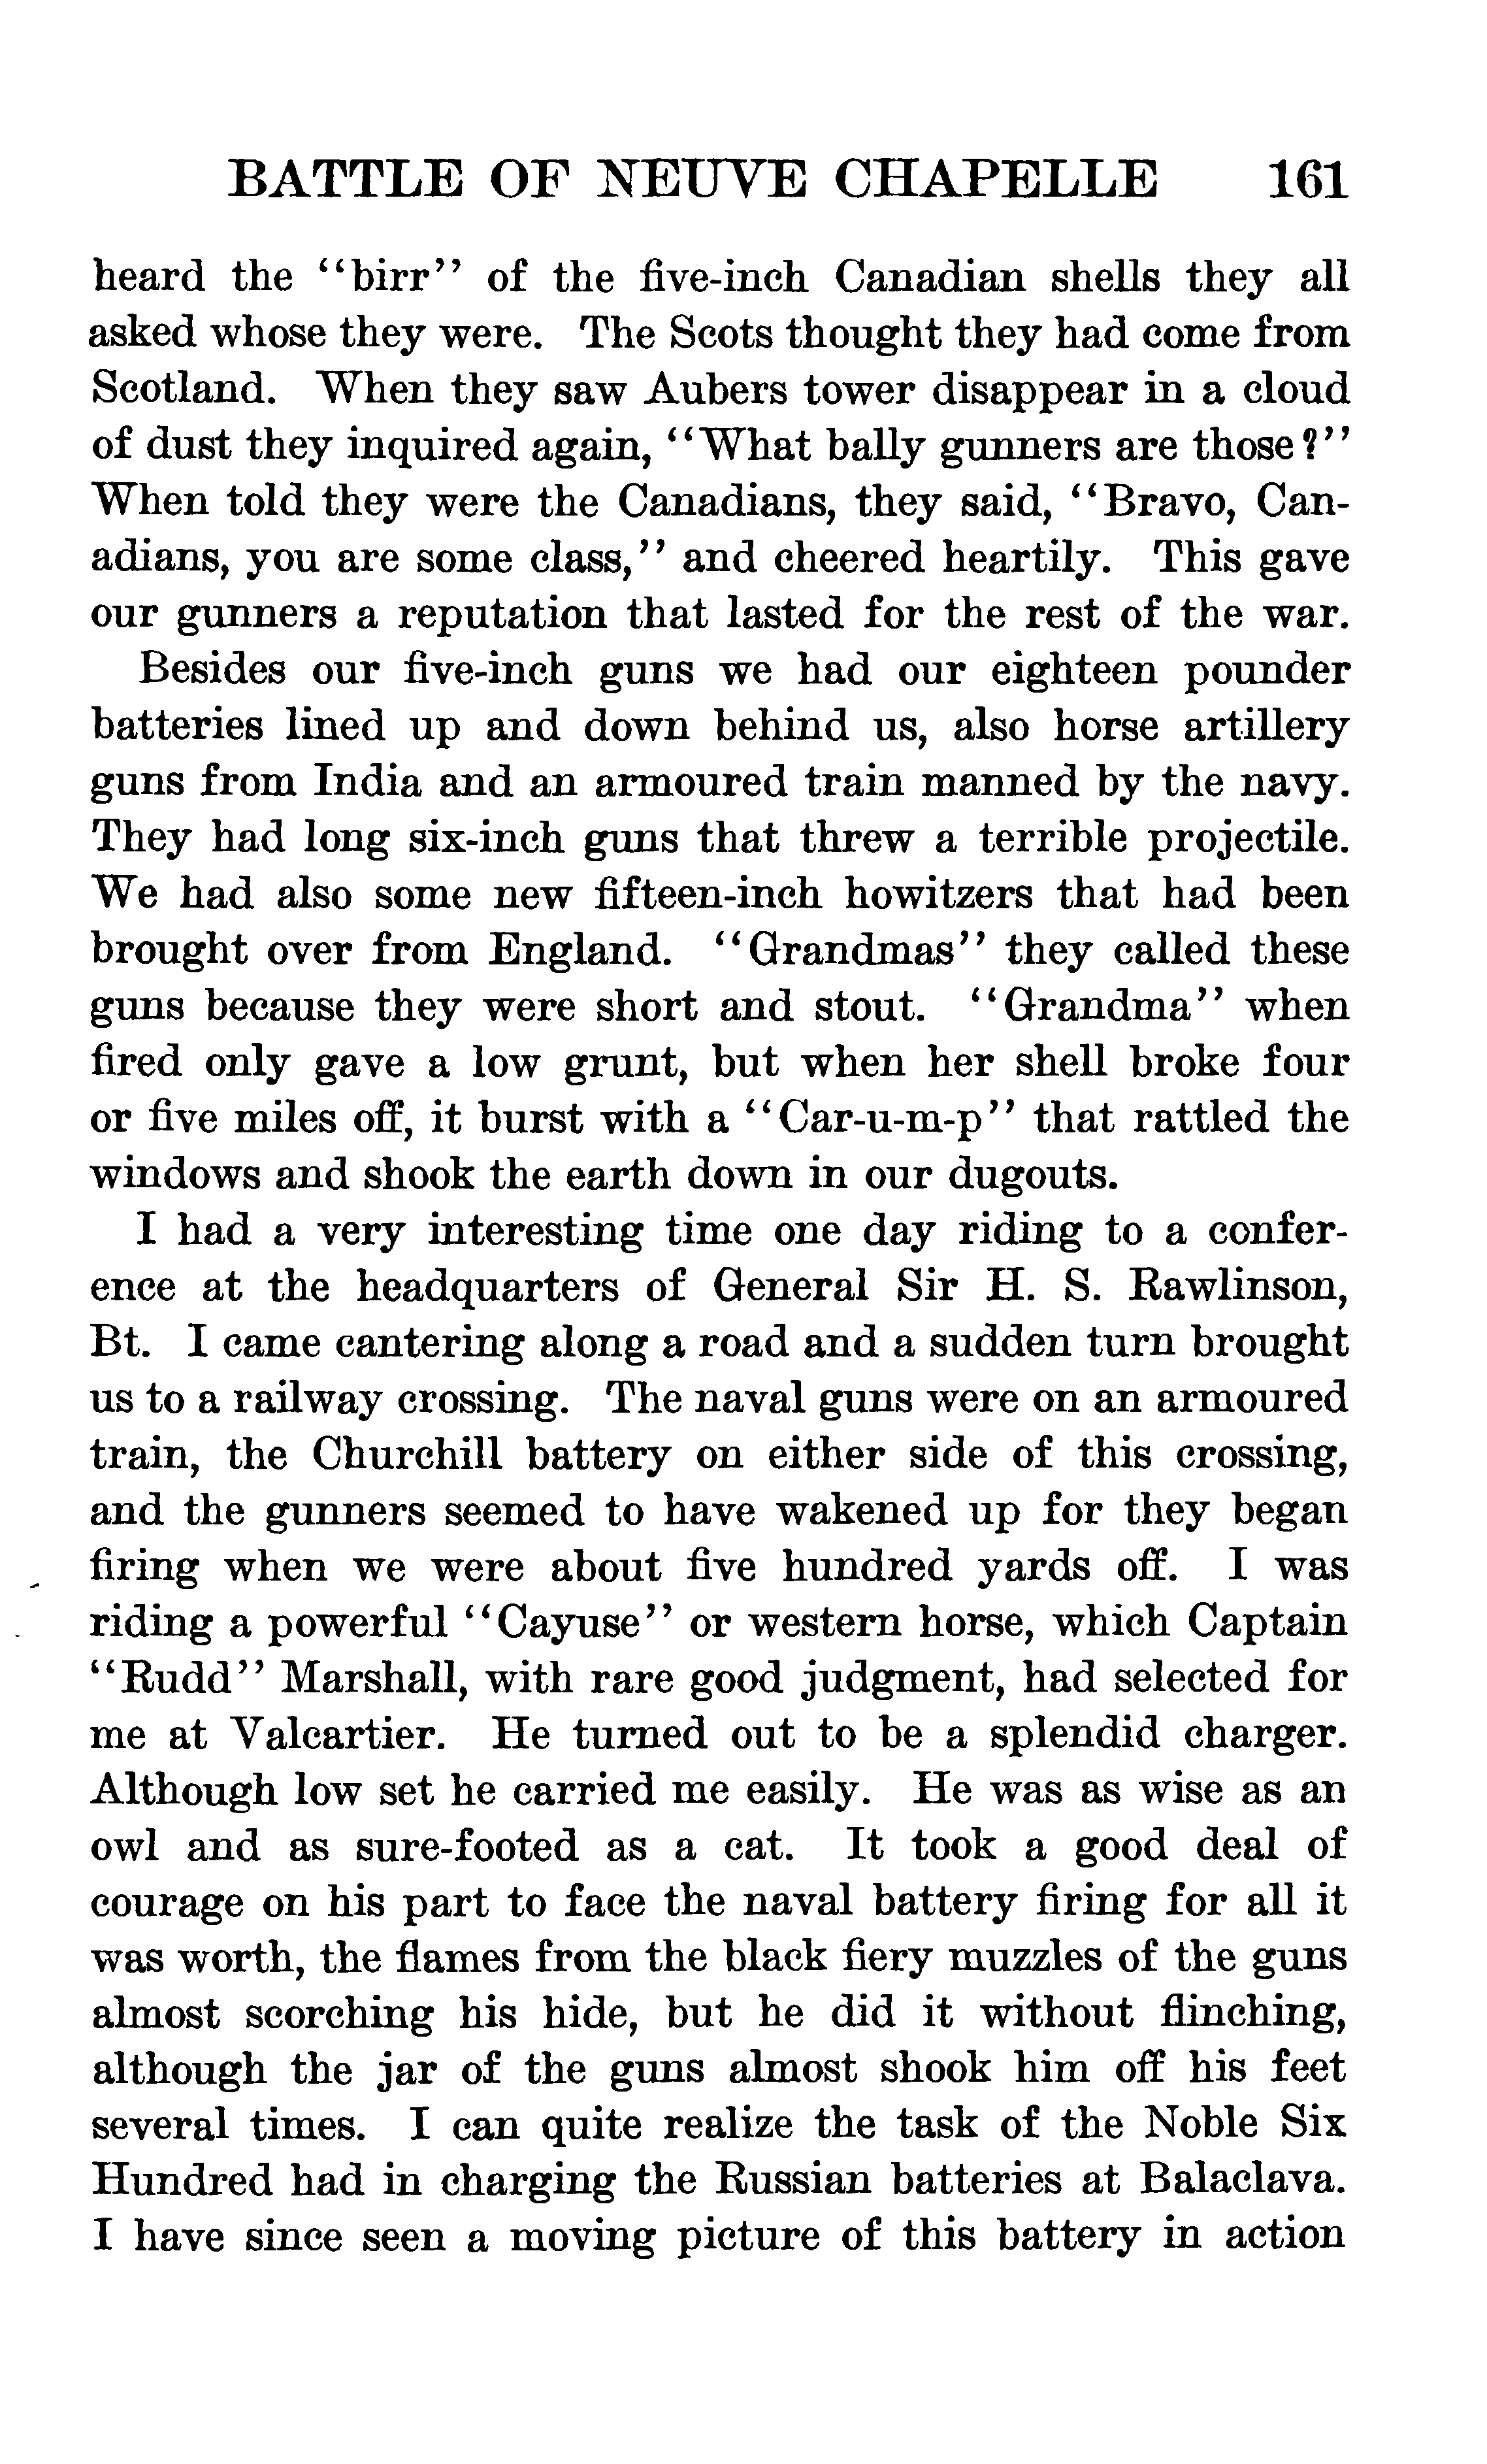 BATTLE OF NEUVE CHAPELLE 161
heard the "birr" of the five-inch Canadian shells they all
asked whose they were. The Scots thought they had come from
Scotland. When they saw Aubers tower disappear in a cloud
of dust they inquired again, "What bally gunners are those?"
When told they were the Canadians, they said, "Bravo, Can-
adians, you are some class," and cheered heartily. This gave
our gunners a reputation that lasted for the rest of the war.
Besides our five-inch guns we had our eighteen pounder
batteries lined up and down behind us, also horse artillery
guns from India and an armoured train manned by the navy.
They had long six-inch guns that threw a terrible projectile.
We had also some new fifteen-inch howitzers that had been
brought over from England. "Grandmas" they called these
guns because they were short and stout. "Grandma" when
fired only gave a low grunt, but when her shell broke four
or five miles off, it burst with a "Car-u-m-p" that rattled the
windows and shook the earth down in our dugouts.
I had a very interesting time one day riding to a confer-
ence at the headquarters of General Sir H. S. Rawlinson,
Bt. I came cantering along a road and a sudden turn brought
us to a railway crossing. The naval guns were on an armoured
train, the Churchill battery on either side of this crossing,
and the gunners seemed to have wakened up for they began
firing when we were about five hundred yards off. I was
riding a powerful "Cayuse" or western horse, which Captain
"Rudd" Marshall, with rare good judgment, had selected for
me at Valcartier. He turned out to be a splendid charger.
Although low set he carried me easily. He was as wise as an
owl and as sure-footed as a cat. It took a good deal of
courage on his part to face the naval battery firing for all it
was worth, the flames from the black fiery muzzles of the guns
almost scorching his hide, but he did it without flinching,
although the jar of the guns almost shook him off his feet
several times. I can quite realize the task of the Noble Six
Hundred had in charging the Russian batteries at Balaclava.
I have since seen a moving picture of this battery in action